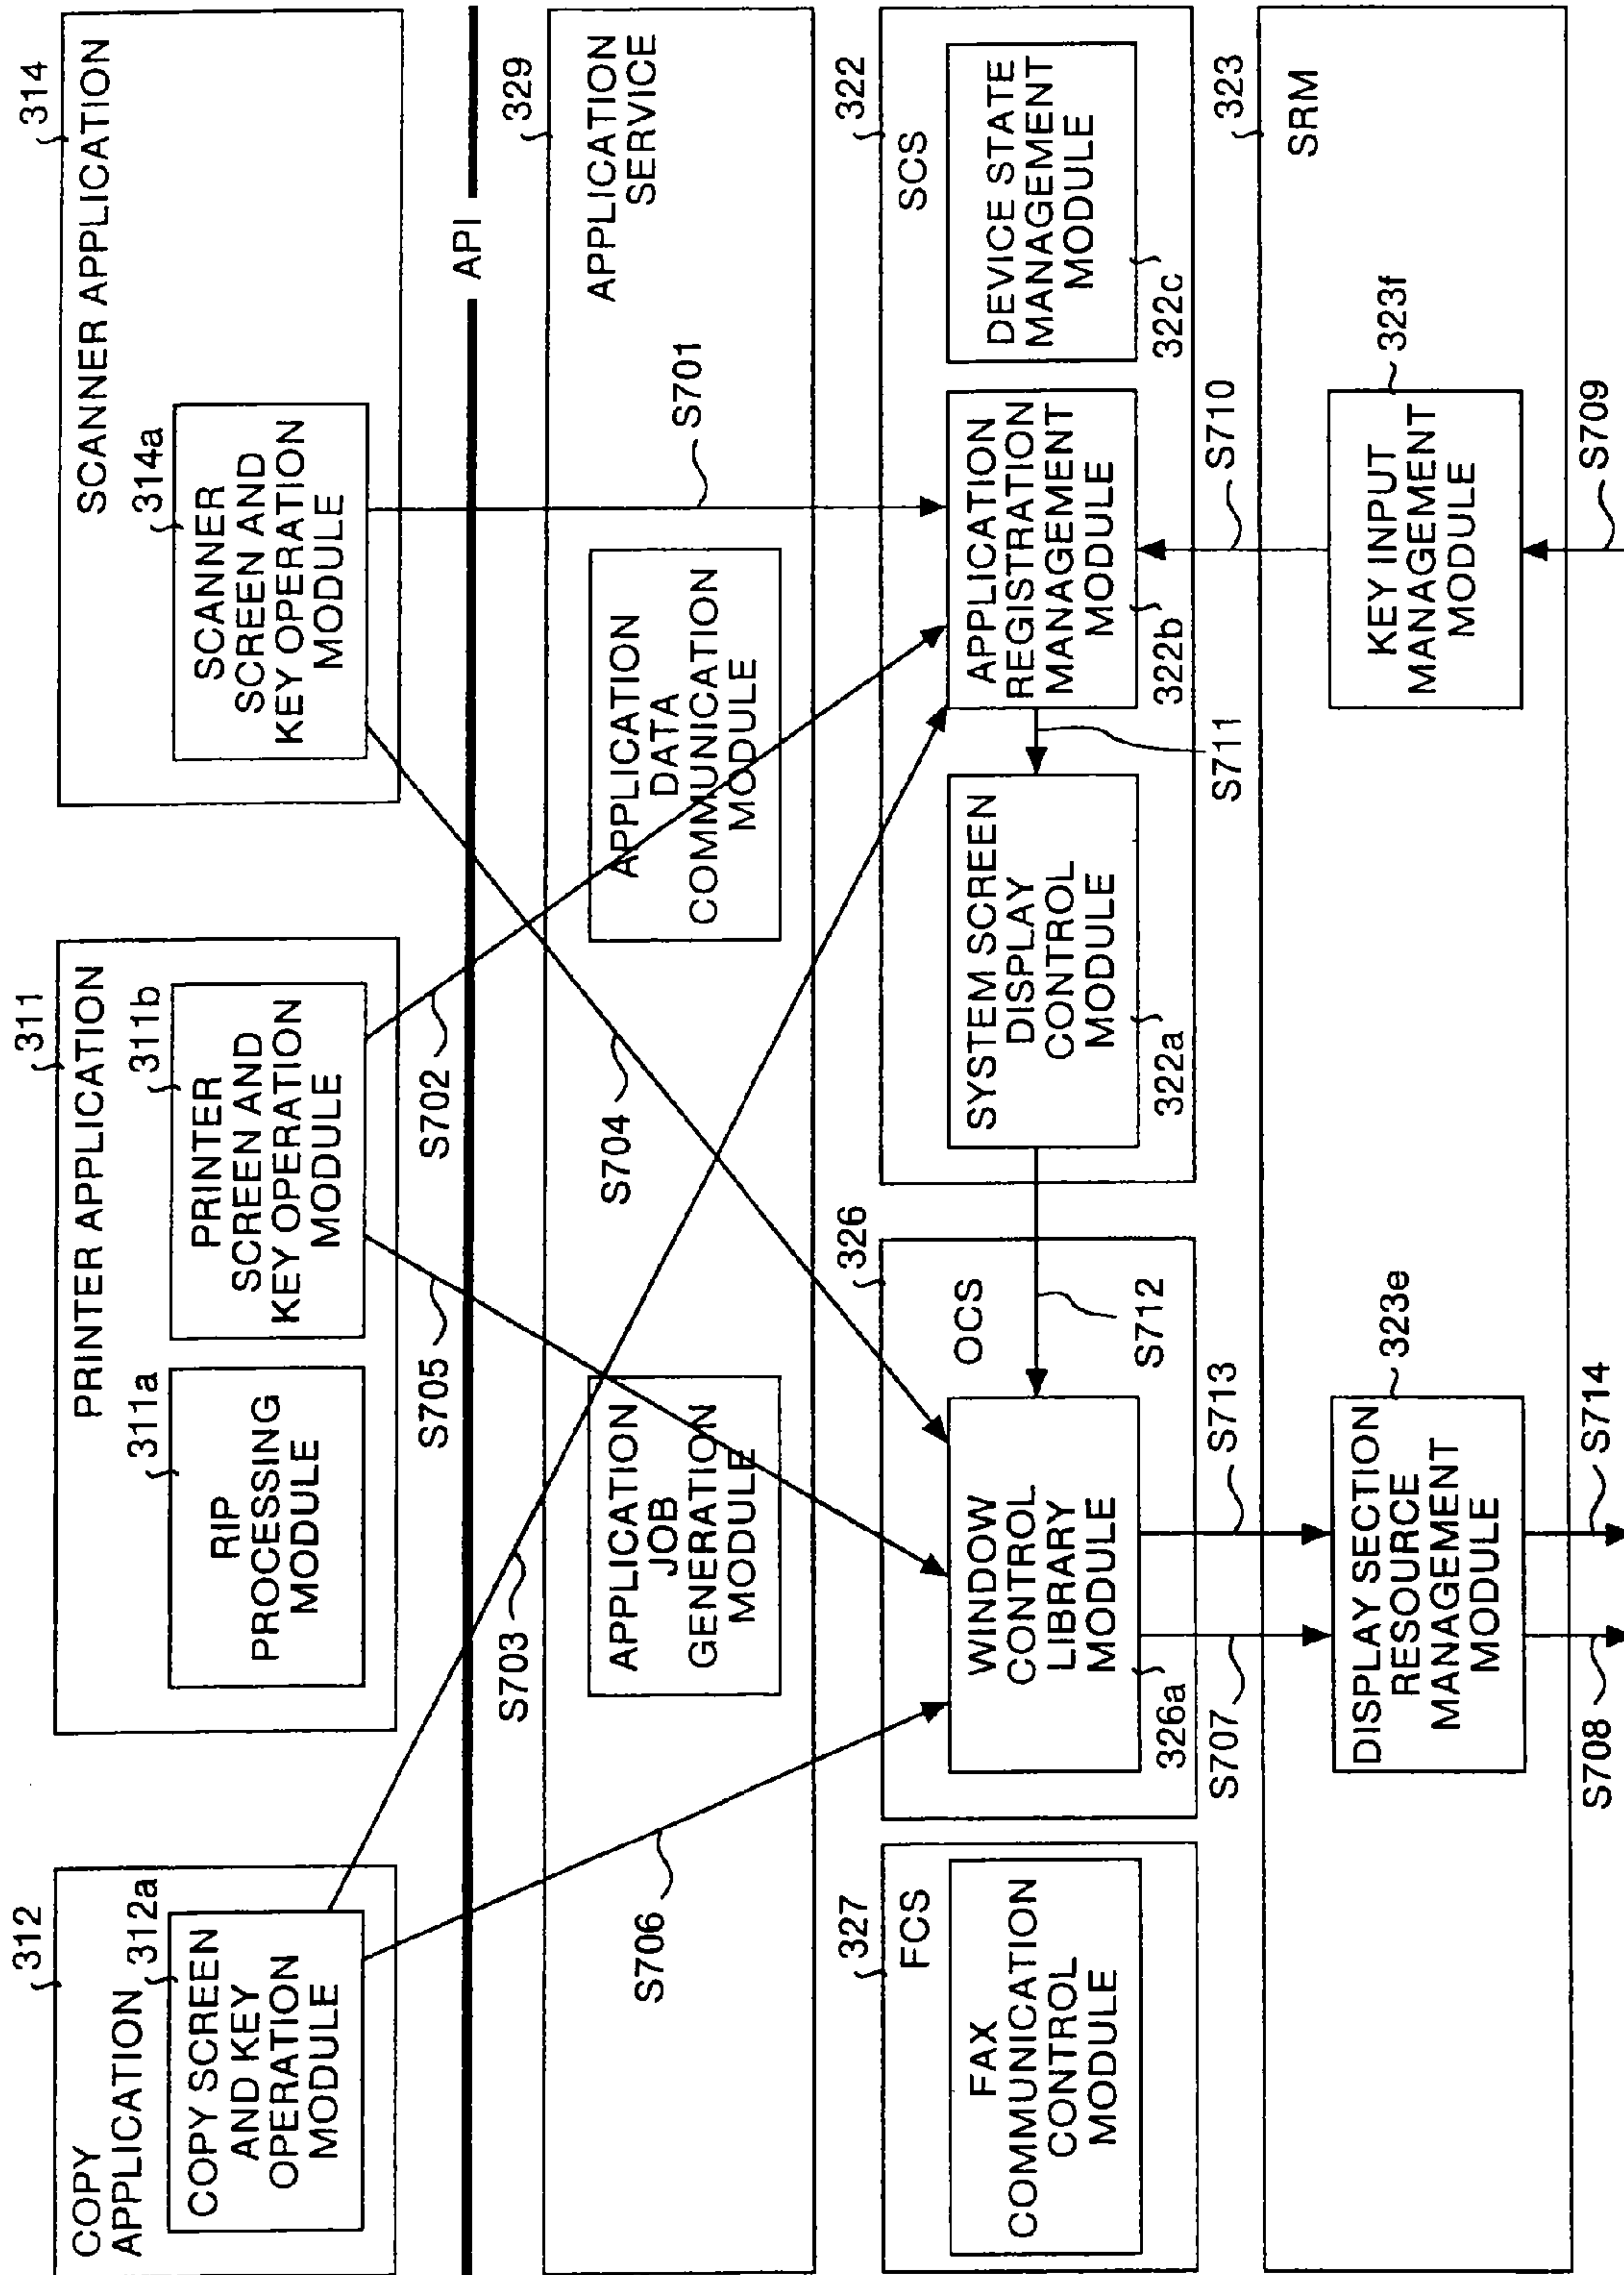 312
COPY
APPLICATION
312a
COPY SCREEN
AND KEY
OPERATION
MODULE
311
PRINTER APPLICATION
311a
RIP
PROCESSING
MODULE
311b
PRINTER
SCREEN AND
KEY OPERATION
MODULE
314
SCANNER APPLICATION
314a
SCANNER
SCREEN AND
KEY OPERATION
MODULE
S705
S702
API
S703
329
APPLICATION
SERVICE
S706
APPLICATION
JOB
GENERATION
MODULE
S704
APPLICATION
DATA
COMMUNICATION
MODULE
S701
327
FCS
FAX
COMMUNICATION
CONTROL
MODULE
326
OCS
WINDOW
CONTROL
LIBRARY
MODULE
326a
S712
322
SCS
SYSTEM SCREEN
DISPLAY
CONTROL
MODULE
322a
APPLICATION
REGISTRATION
MANAGEMENT
MODULE
322b
DEVICE STATE
MANAGEMENT
MODULE
322c
S707
S713
S711
S710
323
SRM
DISPLAY SECTION
RESOURCE
MANAGEMENT
MODULE
323e
KEY INPUT
MANAGEMENT
MODULE
323f
S708
S714
S709